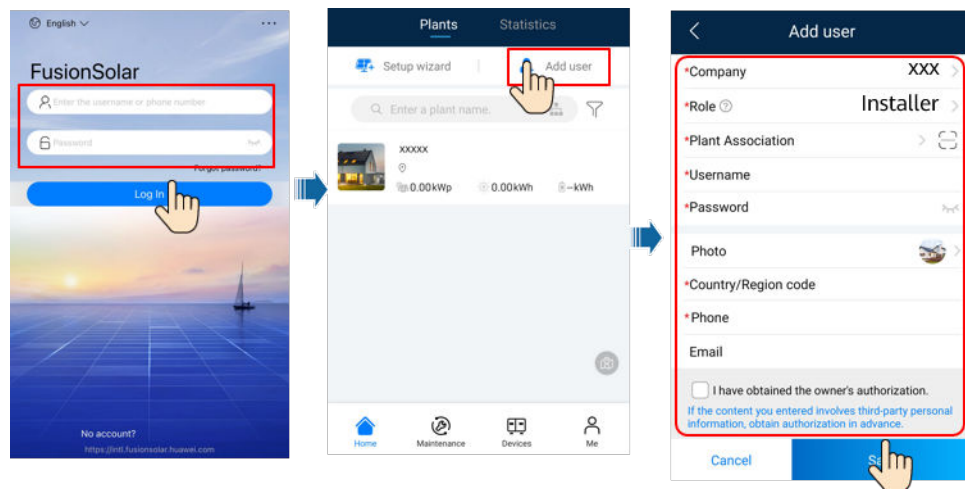 English
...
FusionSolar
Enter the username or phone number
Password
Forgot password?
Log In
No account?
https://intl.fusionsolar.huawei.com
Plants Statistics
Setup wizard Add user
Enter a plant name.
xxxxx
0.00kWp 0.00kWh --kWh
Home Maintenance Devices Me
Add user
*Company XXX
*Role Installer
*Plant Association
*Username
*Password
Photo
*Country/Region code
*Phone
Email
I have obtained the owner's authorization.
If the content you entered involves third-party personal
information, obtain authorization in advance.
Cancel